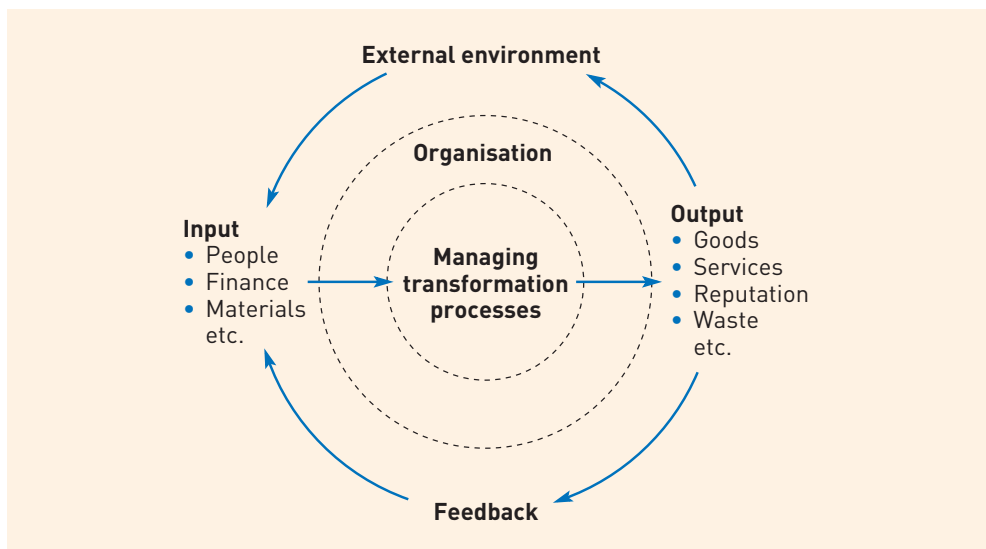 External environment
Organisation
Input
• People
• Finance
• Materials
etc.
Managing
transformation
processes
Output
• Goods
• Services
• Reputation
• Waste
etc.
Feedback